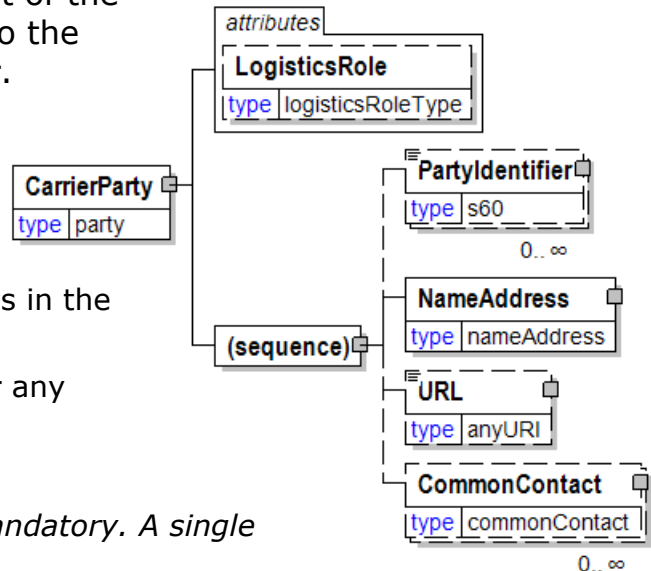 t of the
o the
r.
attributes
LogisticsRole
type logisticsRoleType
CarrierParty
type party
PartyIdentifier
type s60
0.. ∞
s in the
NameAddress
type nameAddress
(sequence)
r any
URL
type anyURI
CommonContact
type commonContact
andatory. A single
0.. ∞